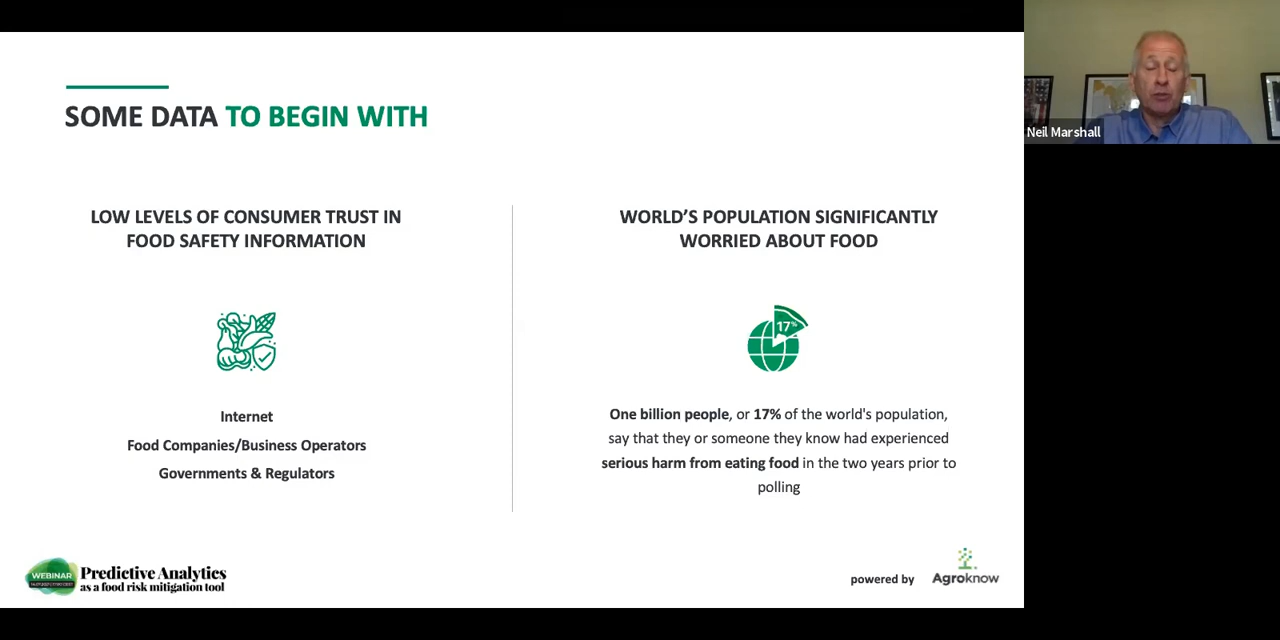 SOME DATA TO BEGIN WITH
LOW LEVELS OF CONSUMER TRUST IN
FOOD SAFETY INFORMATION
Internet
Food Companies/Business Operators
Governments & Regulators
WORLD'S POPULATION SIGNIFICANTLY
WORRIED ABOUT FOOD
17%
One billion people, or 17% of the world's population,
say that they or someone they know had experienced
serious harm from eating food in the two years prior to
polling
WEBINAR
Predictive Analytics
as a food risk mitigation tool
powered by
Agroknow
Neil Marshall